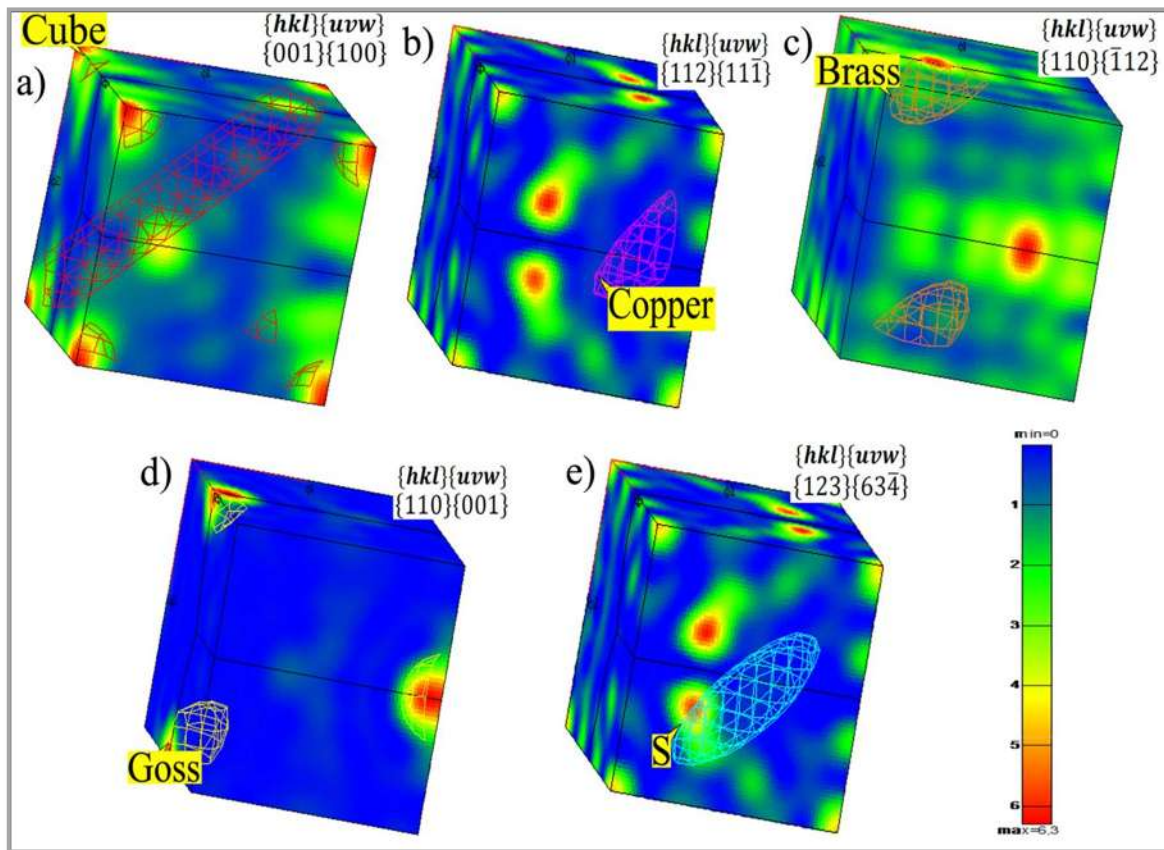 a)
Cube
{hkl}{uvw}
{001}{100}
b)
{hkl}{uvw}
{112}{111̄}
Copper
c)
{hkl}{uvw}
{110}{1̄12}
Brass
d)
{hkl}{uvw}
{110}{001}
Goss
e)
{hkl}{uvw}
{123}{634̄}
S
min=0
1
2
3
4
5
6
max=6,3